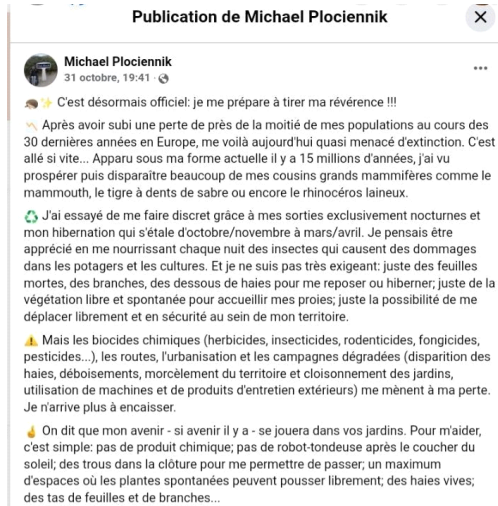 Publication de Michael Plociennik
Michael Plociennik
31 octobre, 19:41 ·
🦔✨ C'est désormais officiel: je me prépare à tirer ma révérence !!!
📉 Après avoir subi une perte de près de la moitié de mes populations au cours des
30 dernières années en Europe, me voilà aujourd'hui quasi menacé d'extinction. C'est
allé si vite... Apparu sous ma forme actuelle il y a 15 millions d'années, j'ai vu
prospérer puis disparaître beaucoup de mes cousins grands mammifères comme le
mammouth, le tigre à dents de sabre ou encore le rhinocéros laineux.
♻️ J'ai essayé de me faire discret grâce à mes sorties exclusivement nocturnes et
mon hibernation qui s'étale d'octobre/novembre à mars/avril. Je pensais être
apprécié en me nourrissant chaque nuit des insectes qui causent des dommages
dans les potagers et les cultures. Et je ne suis pas très exigeant: juste des feuilles
mortes, des branches, des dessous de haies pour me reposer ou hiberner; juste de la
végétation libre et spontanée pour accueillir mes proies; juste la possibilité de me
déplacer librement et en sécurité au sein de mon territoire.
⚠️ Mais les biocides chimiques (herbicides, insecticides, rodenticides, fongicides,
pesticides...), les routes, l'urbanisation et les campagnes dégradées (disparition des
haies, déboisements, morcèlement du territoire et cloisonnement des jardins,
utilisation de machines et de produits d'entretien extérieurs) me mènent à ma perte.
Je n'arrive plus à encaisser.
☝️ On dit que mon avenir - si avenir il y a - se jouera dans vos jardins. Pour m'aider,
c'est simple: pas de produit chimique; pas de robot-tondeuse après le coucher du
soleil; des trous dans la clôture pour me permettre de passer; un maximum
d'espaces où les plantes spontanées peuvent pousser librement; des haies vives;
des tas de feuilles et de branches...